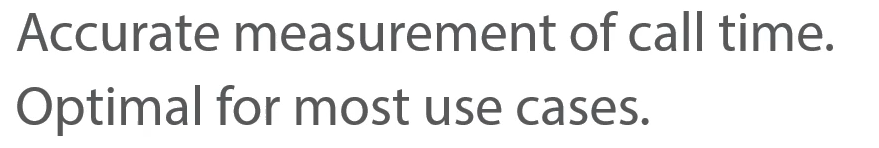 Accurate measurement of call time.
Optimal for most use cases.